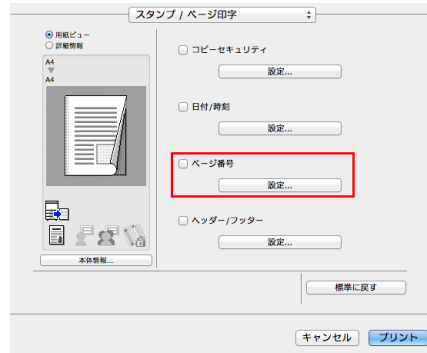 スタンプ / ページ印字
用紙ビュー
詳細情報
A4
A4
コピーセキュリティ
設定...
日付/時刻
設定...
ページ番号
設定...
ヘッダー/フッター
設定...
本体情報...
標準に戻す
キャンセル
プリント